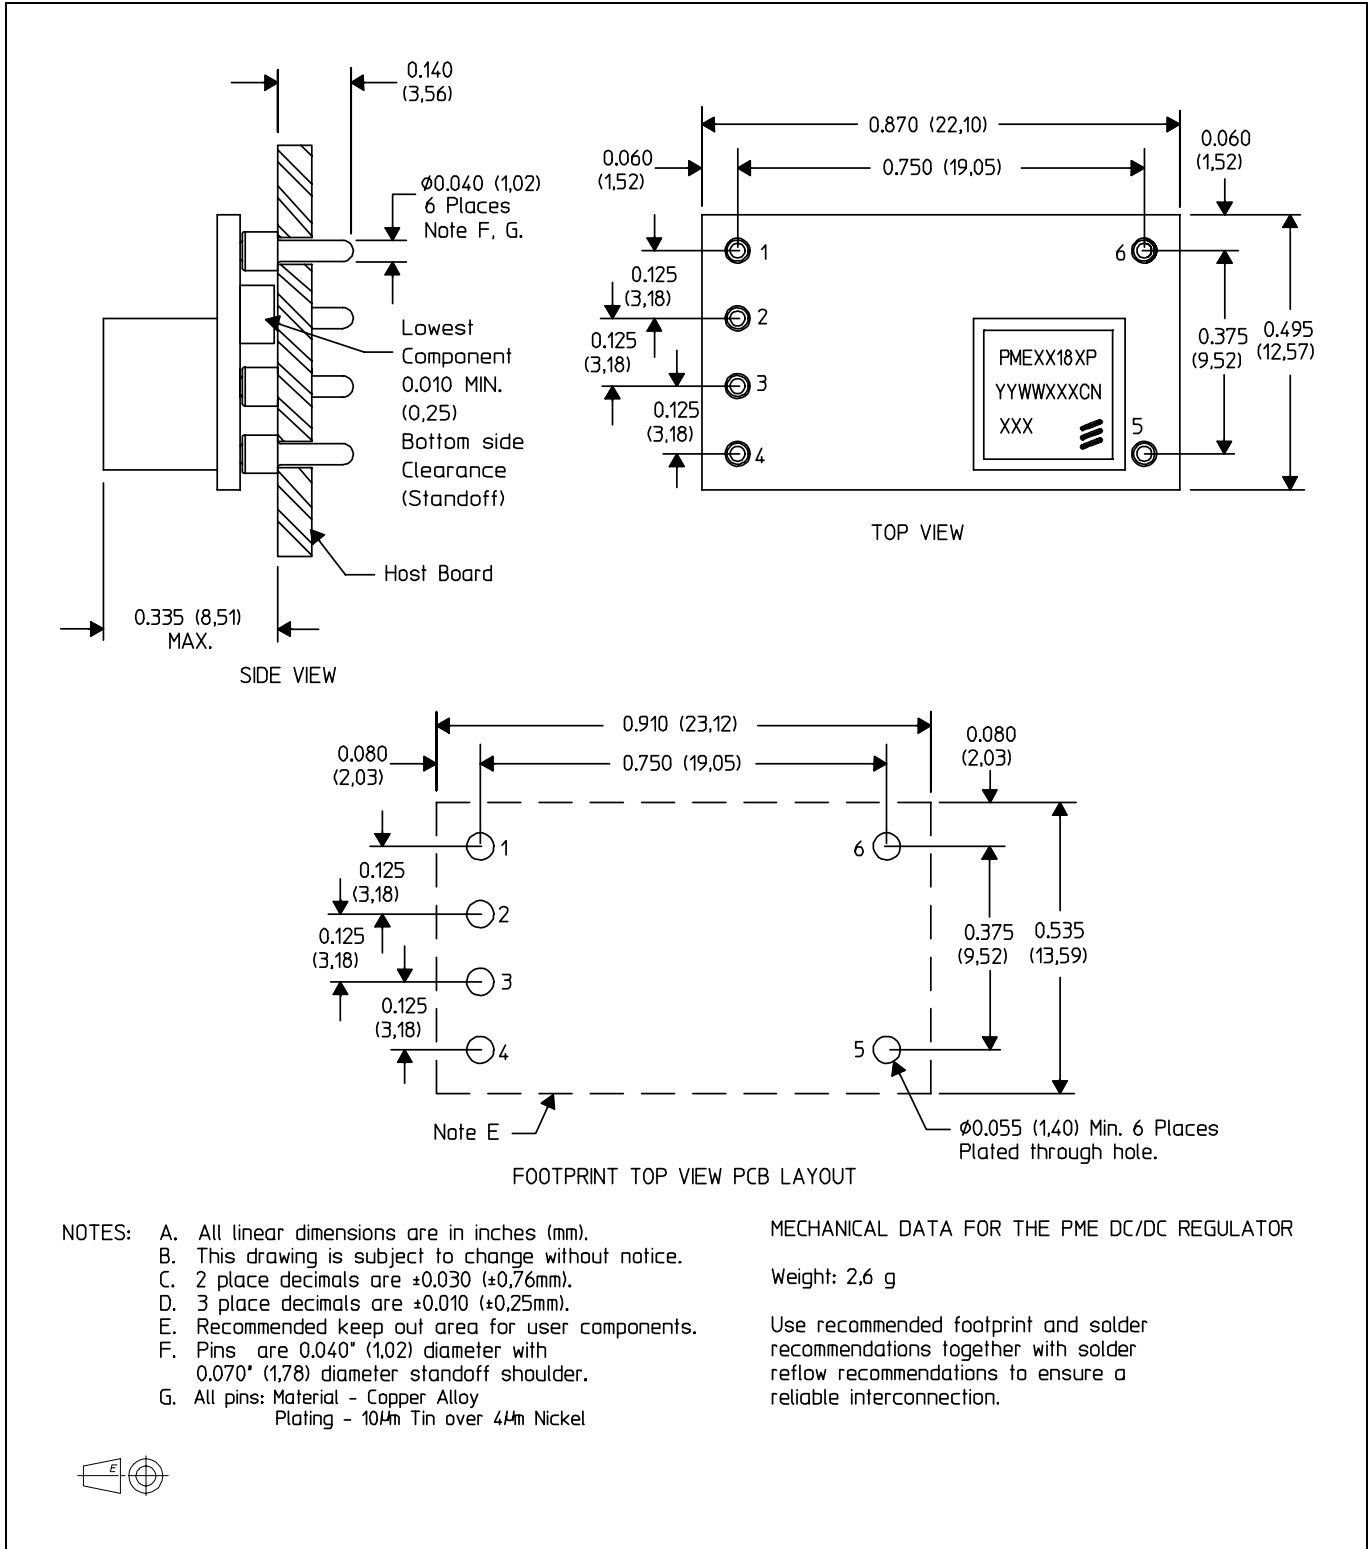 0.140
(3,56)
Ø0.040 (1,02)
6 Places
Note F, G.
Lowest
Component
0.010 MIN.
(0,25)
Bottom side
Clearance
(Standoff)
Host Board
0.335 (8,51)
MAX.
SIDE VIEW
0.870 (22,10)
0.750 (19,05)
0.060
(1,52)
0.060
(1,52)
1
2
3
4
6
5
0.125
(3,18)
0.125
(3,18)
0.125
(3,18)
0.375
(9,52)
0.495
(12,57)
PMEXX18XP
YYWWXXXCN
XXX
TOP VIEW
0.910 (23,12)
0.750 (19,05)
0.080
(2,03)
0.080
(2,03)
1
2
3
4
6
5
0.125
(3,18)
0.125
(3,18)
0.125
(3,18)
0.375
(9,52)
0.535
(13,59)
Note E
Ø0.055 (1,40) Min. 6 Places
Plated through hole.
FOOTPRINT TOP VIEW PCB LAYOUT
NOTES: A. All linear dimensions are in inches (mm).
B. This drawing is subject to change without notice.
C. 2 place decimals are ±0.030 (±0,76mm).
D. 3 place decimals are ±0.010 (±0,25mm).
E. Recommended keep out area for user components.
F. Pins are 0.040" (1,02) diameter with
0.070" (1,78) diameter standoff shoulder.
G. All pins: Material - Copper Alloy
Plating - 10µm Tin over 4µm Nickel
MECHANICAL DATA FOR THE PME DC/DC REGULATOR
Weight: 2,6 g
Use recommended footprint and solder
recommendations together with solder
reflow recommendations to ensure a
reliable interconnection.
E